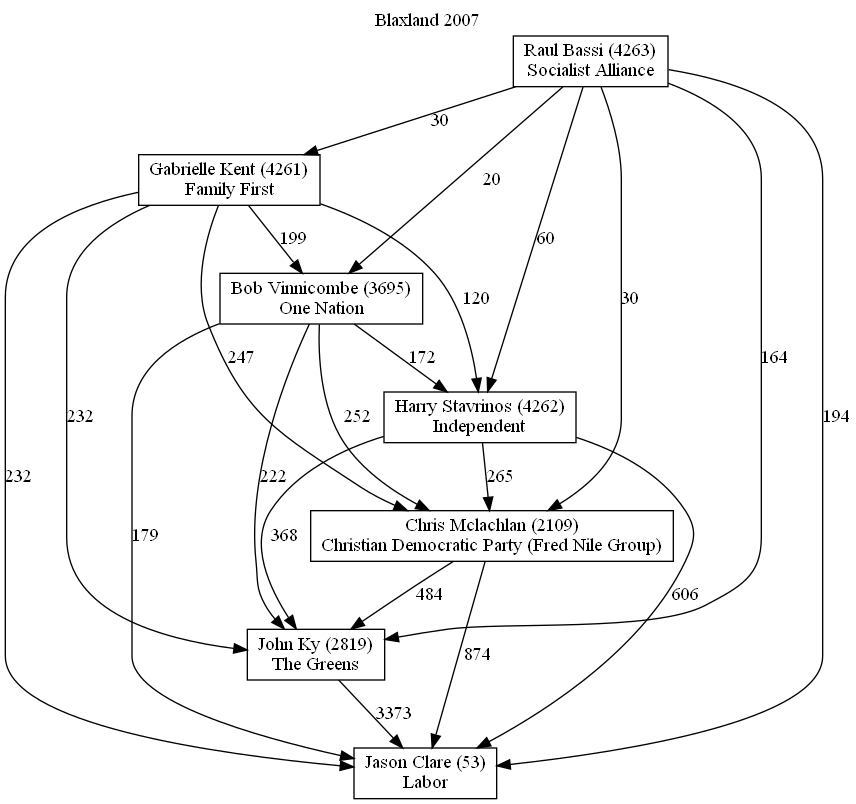 Blaxland 2007
Raul Bassi (4263)
Socialist Alliance
30
Gabrielle Kent (4261)
Family First
20
199
60
Bob Vinnicombe (3695)
One Nation
120
30
247
172
164
Harry Stavrinos (4262)
Independent
232
252
194
232
222
265
179
368
Chris Mclachlan (2109)
Christian Democratic Party (Fred Nile Group)
484
606
John Ky (2819)
The Greens
874
3373
Jason Clare (53)
Labor